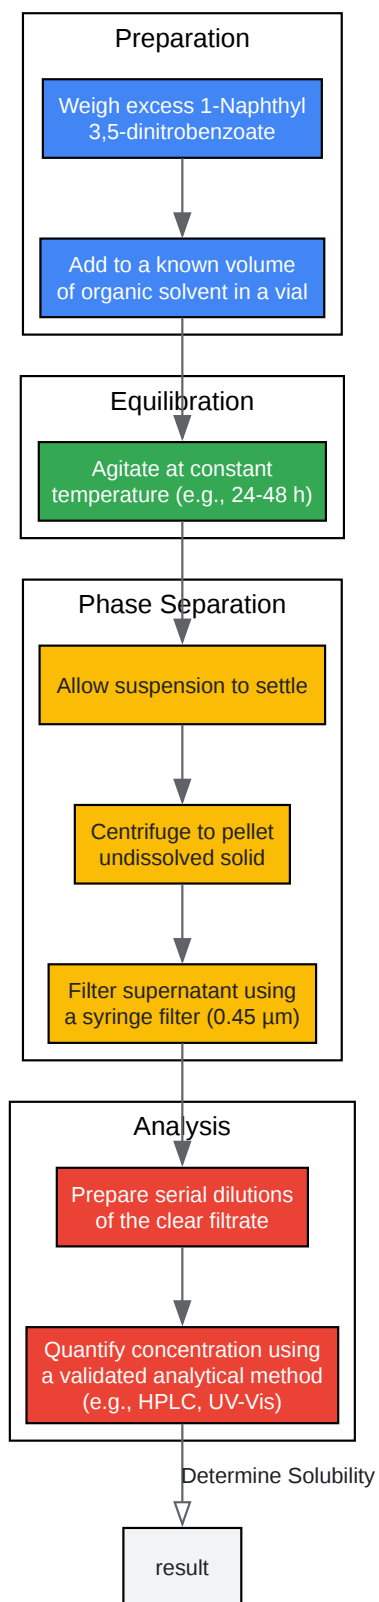 Preparation
Weigh excess 1-Naphthyl
3,5-dinitrobenzoate
Add to a known volume
of organic solvent in a vial
Equilibration
Agitate at constant
temperature (e.g., 24-48 h)
Phase Separation
Allow suspension to settle
Centrifuge to pellet
undissolved solid
Filter supernatant using
a syringe filter (0.45 µm)
Analysis
Prepare serial dilutions
of the clear filtrate
Quantify concentration using
a validated analytical method
(e.g., HPLC, UV-Vis)
Determine Solubility
result